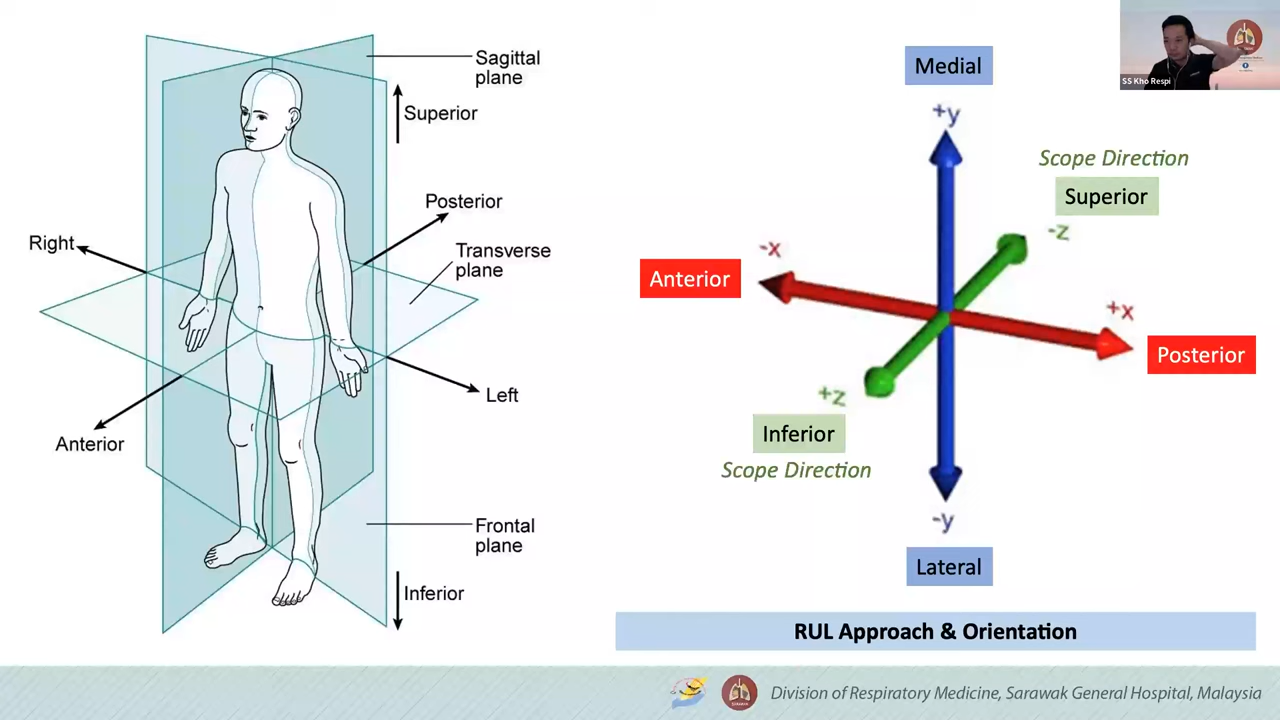 Sagittal
plane
Superior
Posterior
Right
Transverse
plane
Left
Anterior
Frontal
plane
Inferior
Medial
+y
Scope Direction
Superior
-z
-x
Anterior
+x
Posterior
+z
Inferior
Scope Direction
-y
Lateral
RUL Approach & Orientation
SS Kho Respi
Division of Respiratory Medicine, Sarawak General Hospital, Malaysia